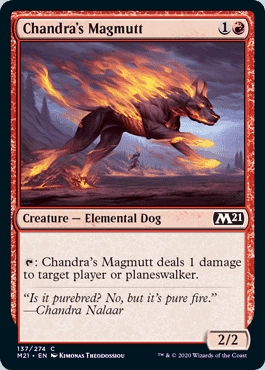 Chandra's Magmutt 1
Creature — Elemental Dog M21
: Chandra's Magmutt deals 1 damage
to target player or planeswalker.
"Is it purebred? No, but it's pure fire."
—Chandra Nalaar
2/2
137/274 C
M21 • EN KIMONAS THEODOSSIOU ™ & © 2020 Wizards of the Coast